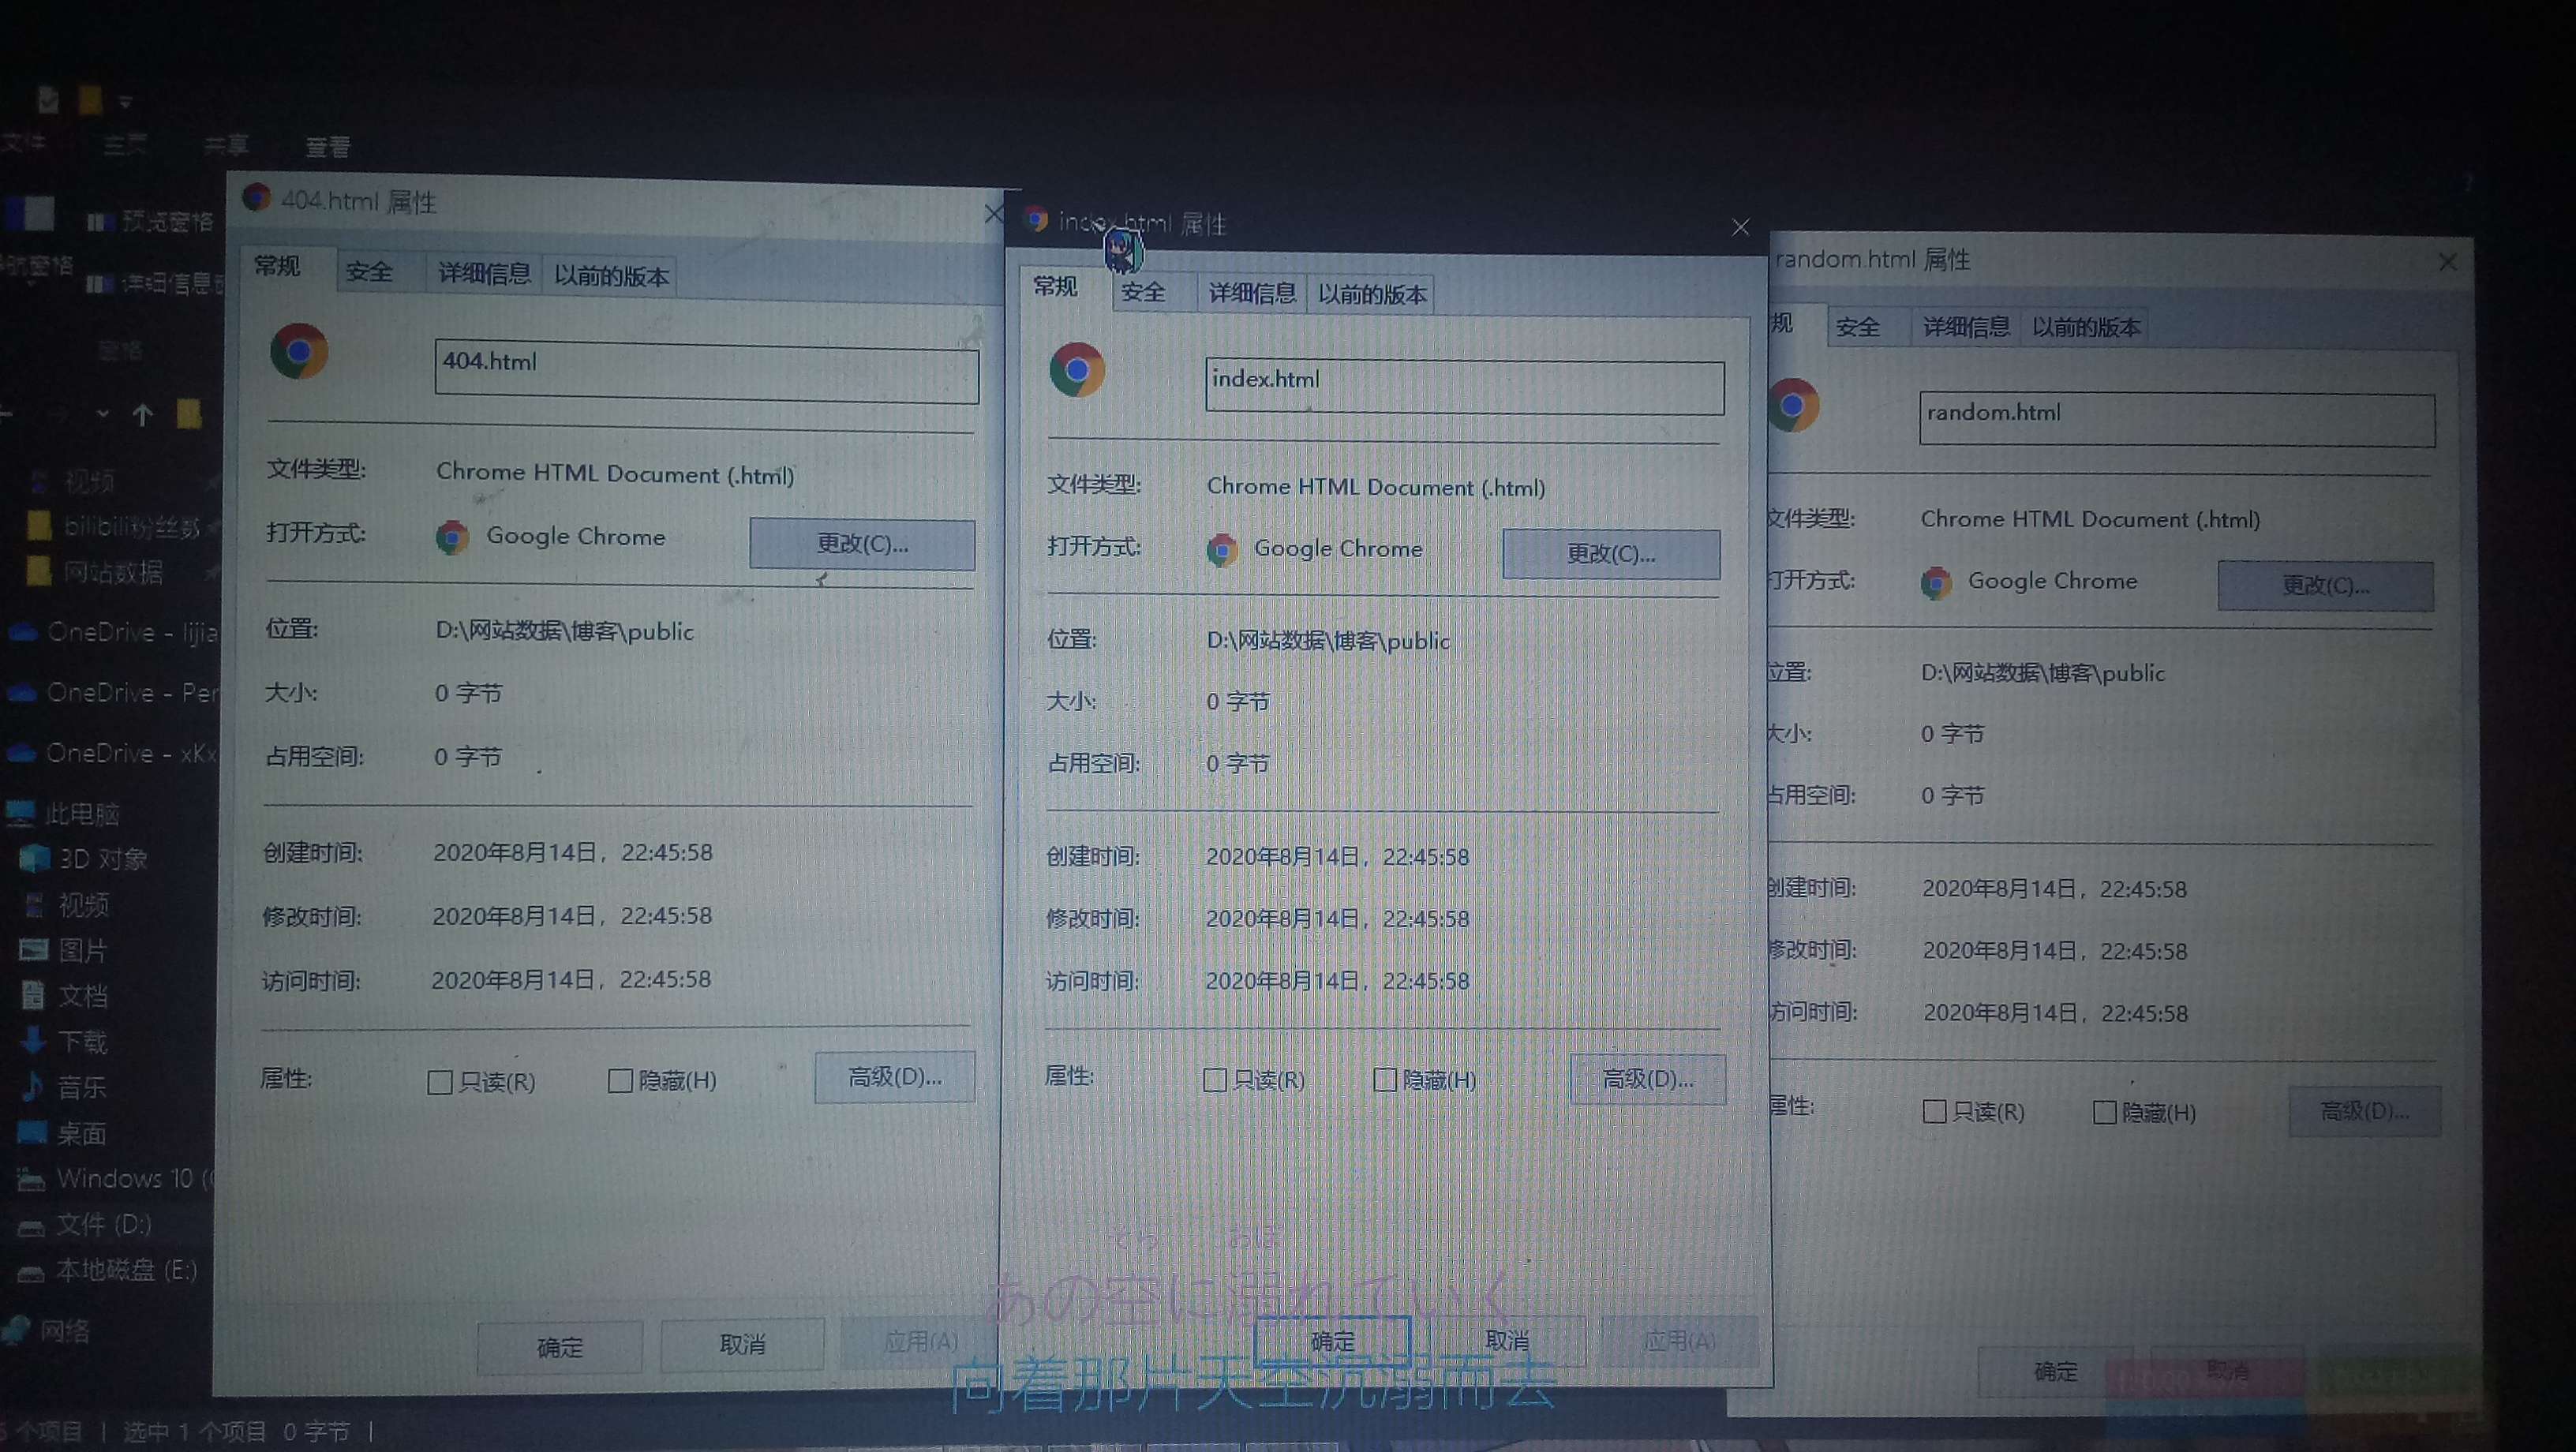 文件 主页 共享 查看
预览窗格
详细信息
窗格
视频
bilibili粉丝数
网站数据
OneDrive - lijia
OneDrive - Per
OneDrive - xKx
此电脑
3D 对象
视频
图片
文档
下载
音乐
桌面
Windows 10 (
文件 (D:)
本地磁盘 (E:)
网络
个项目 选中 1 个项目 0 字节
404.html 属性
常规 安全 详细信息 以前的版本
404.html
文件类型: Chrome HTML Document (.html)
打开方式: Google Chrome 更改(C)...
位置: D:\网站数据\博客\public
大小: 0 字节
占用空间: 0 字节
创建时间: 2020年8月14日，22:45:58
修改时间: 2020年8月14日，22:45:58
访问时间: 2020年8月14日，22:45:58
属性: 只读(R) 隐藏(H) 高级(D)...
确定 取消 应用(A)
index.html 属性
常规 安全 详细信息 以前的版本
index.html
文件类型: Chrome HTML Document (.html)
打开方式: Google Chrome 更改(C)...
位置: D:\网站数据\博客\public
大小: 0 字节
占用空间: 0 字节
创建时间: 2020年8月14日，22:45:58
修改时间: 2020年8月14日，22:45:58
访问时间: 2020年8月14日，22:45:58
属性: 只读(R) 隐藏(H) 高级(D)...
确定 取消 应用(A)
random.html 属性
规 安全 详细信息 以前的版本
random.html
文件类型: Chrome HTML Document (.html)
打开方式: Google Chrome 更改(C)...
位置: D:\网站数据\博客\public
大小: 0 字节
占用空间: 0 字节
创建时间: 2020年8月14日，22:45:58
修改时间: 2020年8月14日，22:45:58
访问时间: 2020年8月14日，22:45:58
属性: 只读(R) 隐藏(H) 高级(D)...
确定 取消
そら おぼ
あの空に溺れていく
向着那片天空沉溺而去